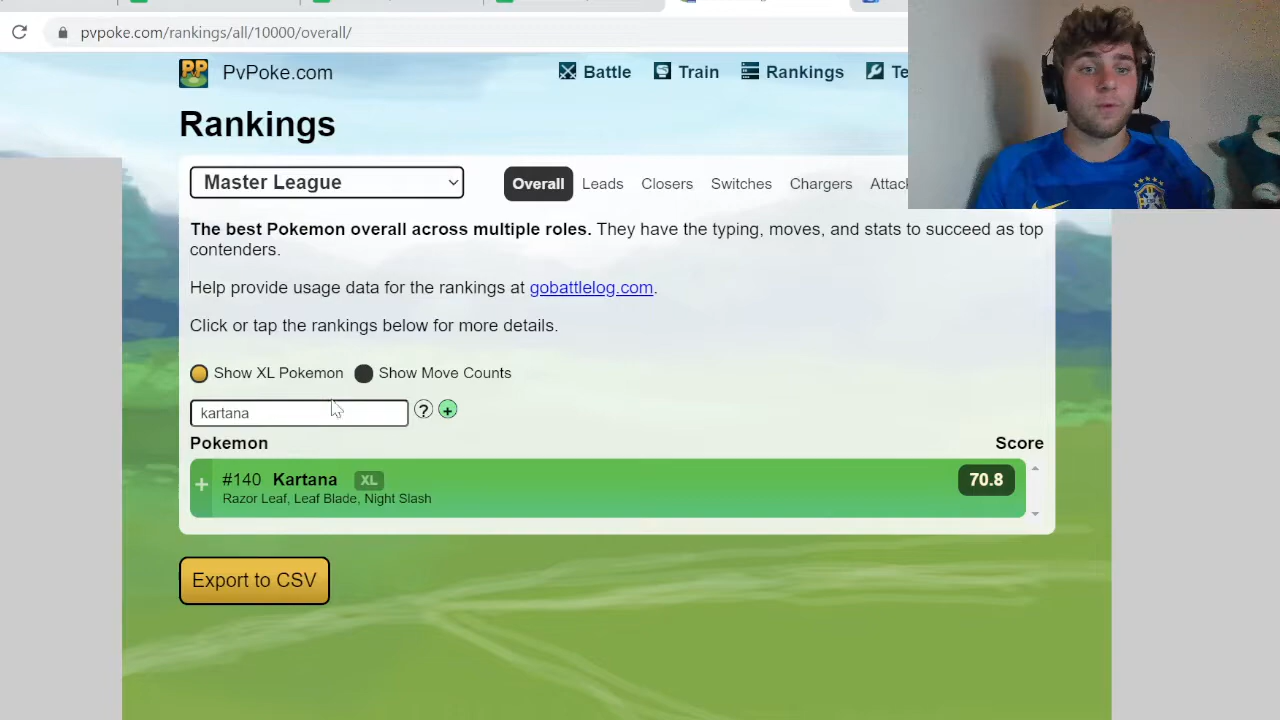 pvpoke.com/rankings/all/10000/overall/
PvPoke.com
Battle
Train
Rankings
Te
Rankings
Master League
Overall
Leads
Closers
Switches
Chargers
Attac
The best Pokemon overall across multiple roles. They have the typing, moves, and stats to succeed as top
contenders.
Help provide usage data for the rankings at gobattlelog.com.
Click or tap the rankings below for more details.
Show XL Pokemon
Show Move Counts
kartana
?
+
Pokemon
Score
+
#140 Kartana XL
70.8
Razor Leaf, Leaf Blade, Night Slash
Export to CSV